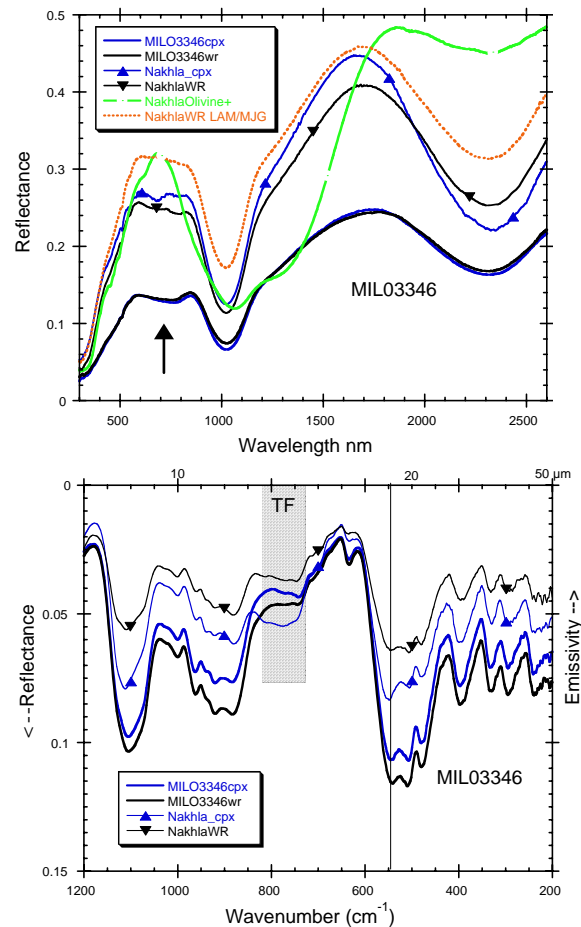 0.5
0.4
0.3
0.2
0.1
0
Reflectance
MILO3346cpx
MILO3346wr
Nakhla_cpx
NakhlaWR
NakhlaOlivine+
NakhlaWR LAM/MJG
MIL03346
500 1000 1500 2000 2500
Wavelength nm
10 20 50 µm
0
0.05
0.1
0.15
TF
<---Reflectance
Emissivity --->
MIL03346
MILO3346cpx
MILO3346wr
Nakhla_cpx
NakhlaWR
1200 1000 800 600 400 200
Wavenumber (cm⁻¹)